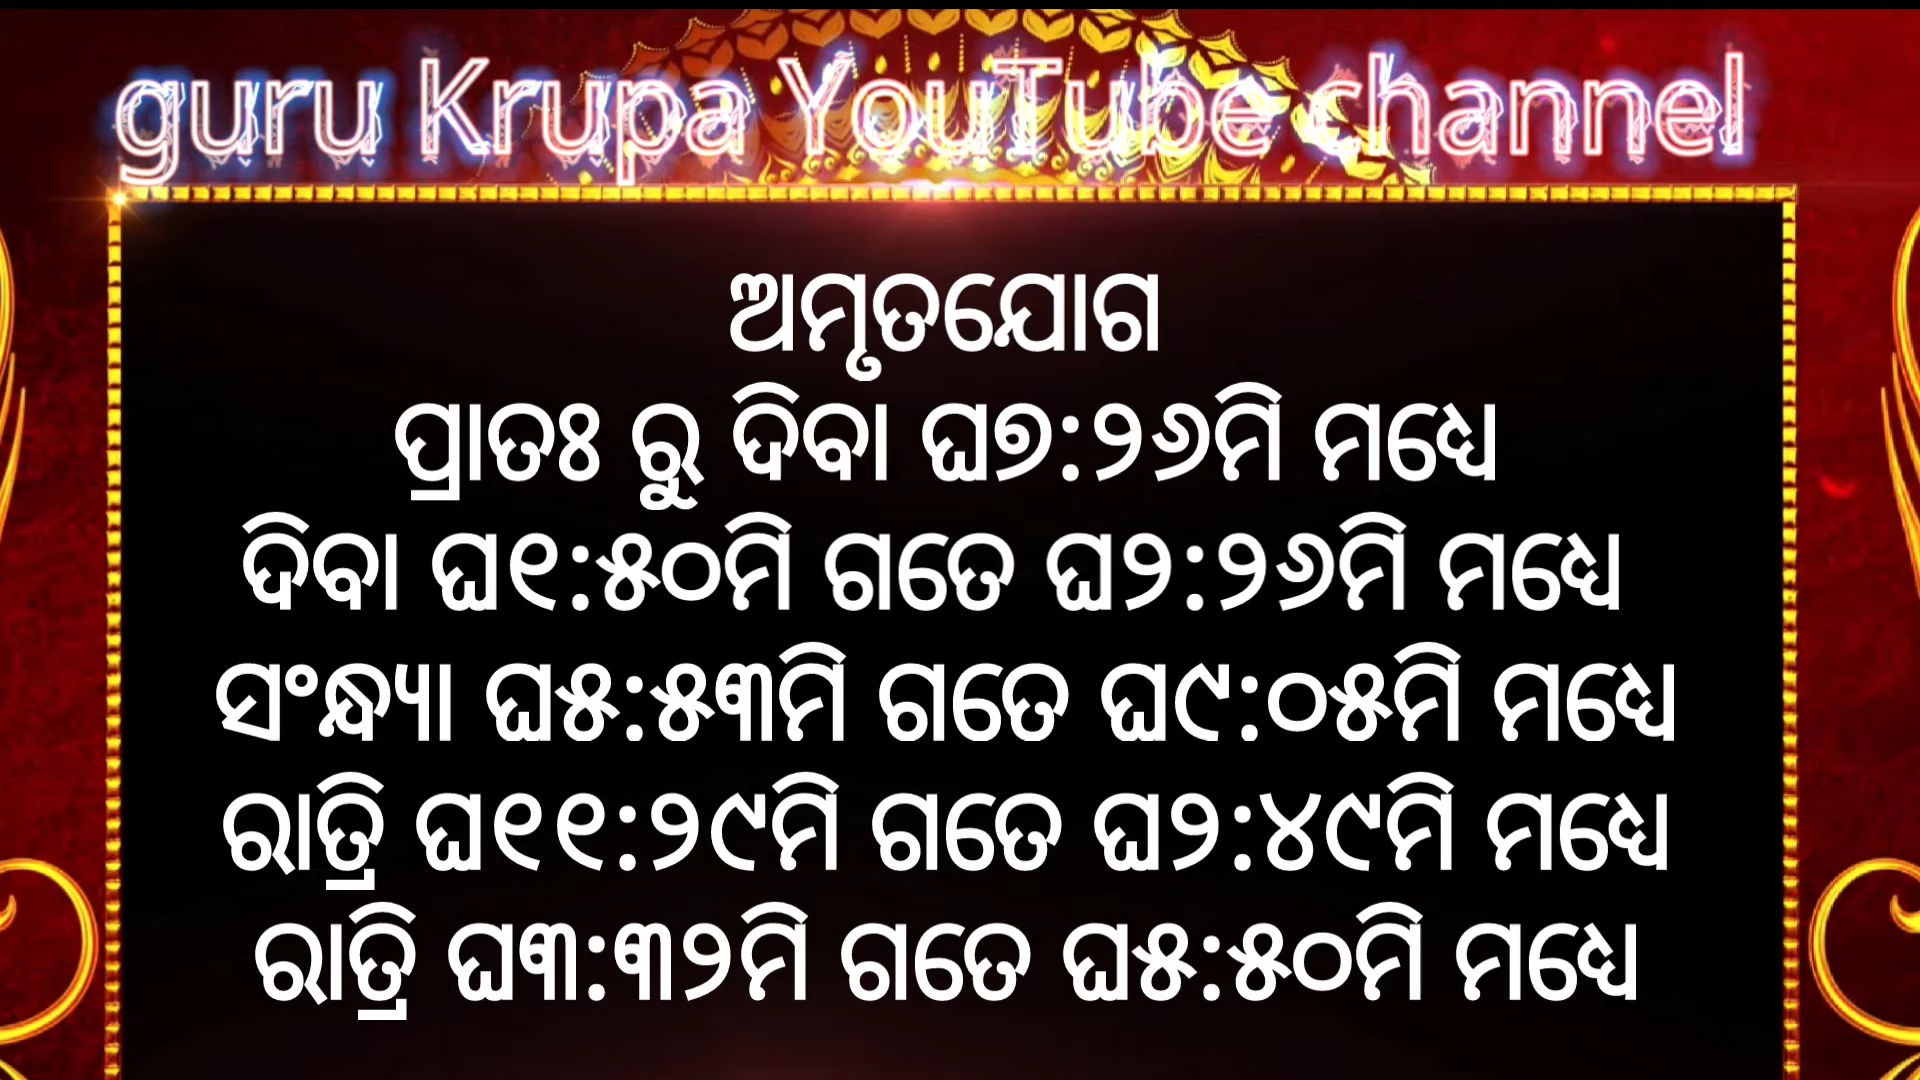 guru Krupa YouTube channel
ଅମୃତଯୋଗ
ପ୍ରାତଃ ରୁ ଦିବା ଘ୭:୨୬ମି ମଧ୍ୟେ
ଦିବା ଘ୧:୫୦ମି ଗତେ ଘ୨:୨୬ମି ମଧ୍ୟେ
ସଂନ୍ଧ୍ୟା ଘ୫:୫୩ମି ଗତେ ଘ୯:୦୫ମି ମଧ୍ୟେ
ରାତ୍ରି ଘ୧୧:୨୯ମି ଗତେ ଘ୨:୪୯ମି ମଧ୍ୟେ
ରାତ୍ରି ଘ୩:୩୨ମି ଗତେ ଘ୫:୫୦ମି ମଧ୍ୟେ